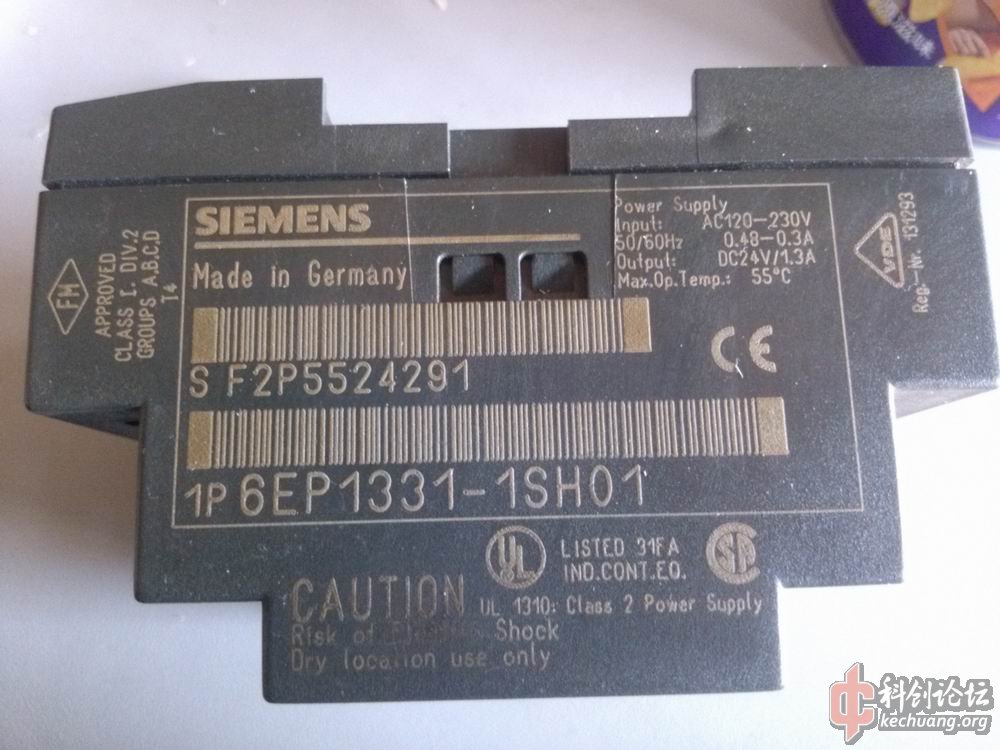 SIEMENS
Made in Germany
Power Supply
Input: AC120-230V
50/60Hz 0.48-0.3A
Output: DC24V/1.3A
Max.Op.Temp.: 55°C
FM
APPROVED
CLASS I. DIV.2
GROUPS A,B,C,D
T4
VDE
Reg.-Nr. 131293
CE
S F2P5524291
1P 6EP1331-1SH01
UL
LISTED 31FA
IND.CONT.EQ.
SP
CAUTION
UL 1310: Class 2 Power Supply
Risk of Shock
Dry location use only
科创论坛
kechuang.org